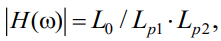 |H(ω)| = L₀ / Lₚ₁ · Lₚ₂,